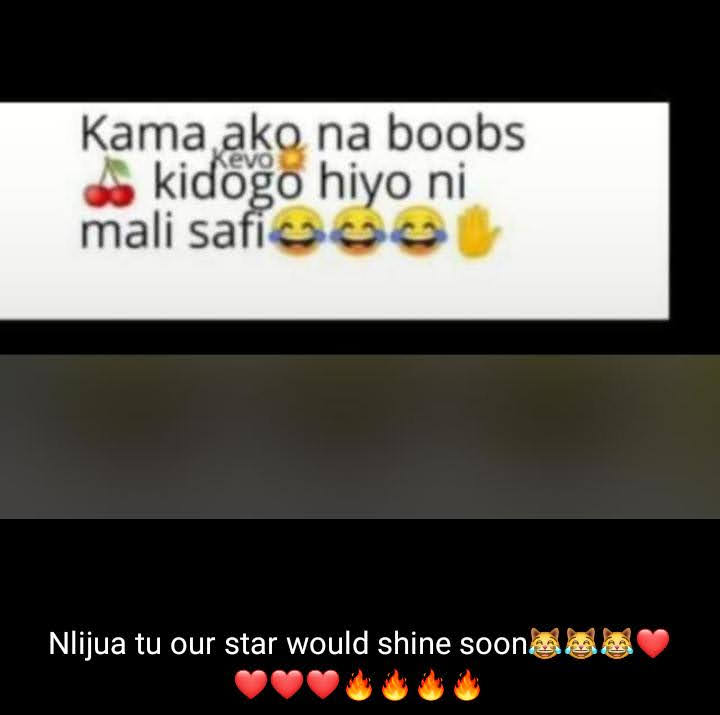 Kama ako na boobs
Kevo💥
🍒 kidogo hiyo ni
mali safi😂😂😂✋
Nlijua tu our star would shine soon😹😹😹❤️
❤️❤️❤️🔥🔥🔥🔥